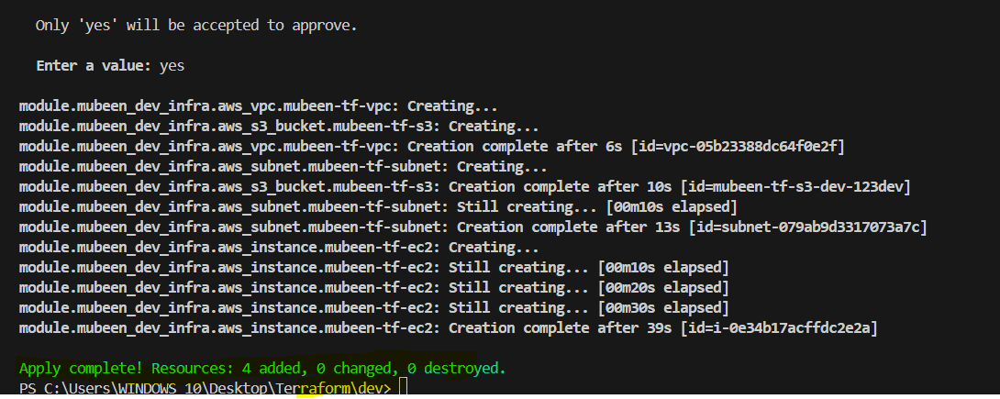 Only 'yes' will be accepted to approve.
Enter a value: yes
module.mubeen_dev_infra.aws_vpc.mubeen-tf-vpc: Creating...
module.mubeen_dev_infra.aws_s3_bucket.mubeen-tf-s3: Creating...
module.mubeen_dev_infra.aws_vpc.mubeen-tf-vpc: Creation complete after 6s [id=vpc-05b23388dc64f0e2f]
module.mubeen_dev_infra.aws_subnet.mubeen-tf-subnet: Creating...
module.mubeen_dev_infra.aws_s3_bucket.mubeen-tf-s3: Creation complete after 10s [id=mubeen-tf-s3-dev-123dev]
module.mubeen_dev_infra.aws_subnet.mubeen-tf-subnet: Still creating... [00m10s elapsed]
module.mubeen_dev_infra.aws_subnet.mubeen-tf-subnet: Creation complete after 13s [id=subnet-079ab9d3317073a7c]
module.mubeen_dev_infra.aws_instance.mubeen-tf-ec2: Creating...
module.mubeen_dev_infra.aws_instance.mubeen-tf-ec2: Still creating... [00m10s elapsed]
module.mubeen_dev_infra.aws_instance.mubeen-tf-ec2: Still creating... [00m20s elapsed]
module.mubeen_dev_infra.aws_instance.mubeen-tf-ec2: Still creating... [00m30s elapsed]
module.mubeen_dev_infra.aws_instance.mubeen-tf-ec2: Creation complete after 39s [id=i-0e34b17acffdc2e2a]
Apply complete! Resources: 4 added, 0 changed, 0 destroyed.
PS C:\Users\WINDOWS 10\Desktop\Terraform\dev>